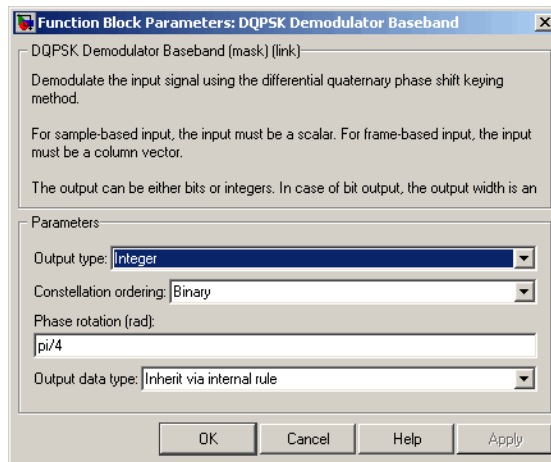 Function Block Parameters: DQPSK Demodulator Baseband
DQPSK Demodulator Baseband (mask) (link)
Demodulate the input signal using the differential quaternary phase shift keying
method.
For sample-based input, the input must be a scalar. For frame-based input, the input
must be a column vector.
The output can be either bits or integers. In case of bit output, the output width is an
Parameters
Output type: Integer
Constellation ordering: Binary
Phase rotation (rad):
pi/4
Output data type: Inherit via internal rule
OK Cancel Help Apply